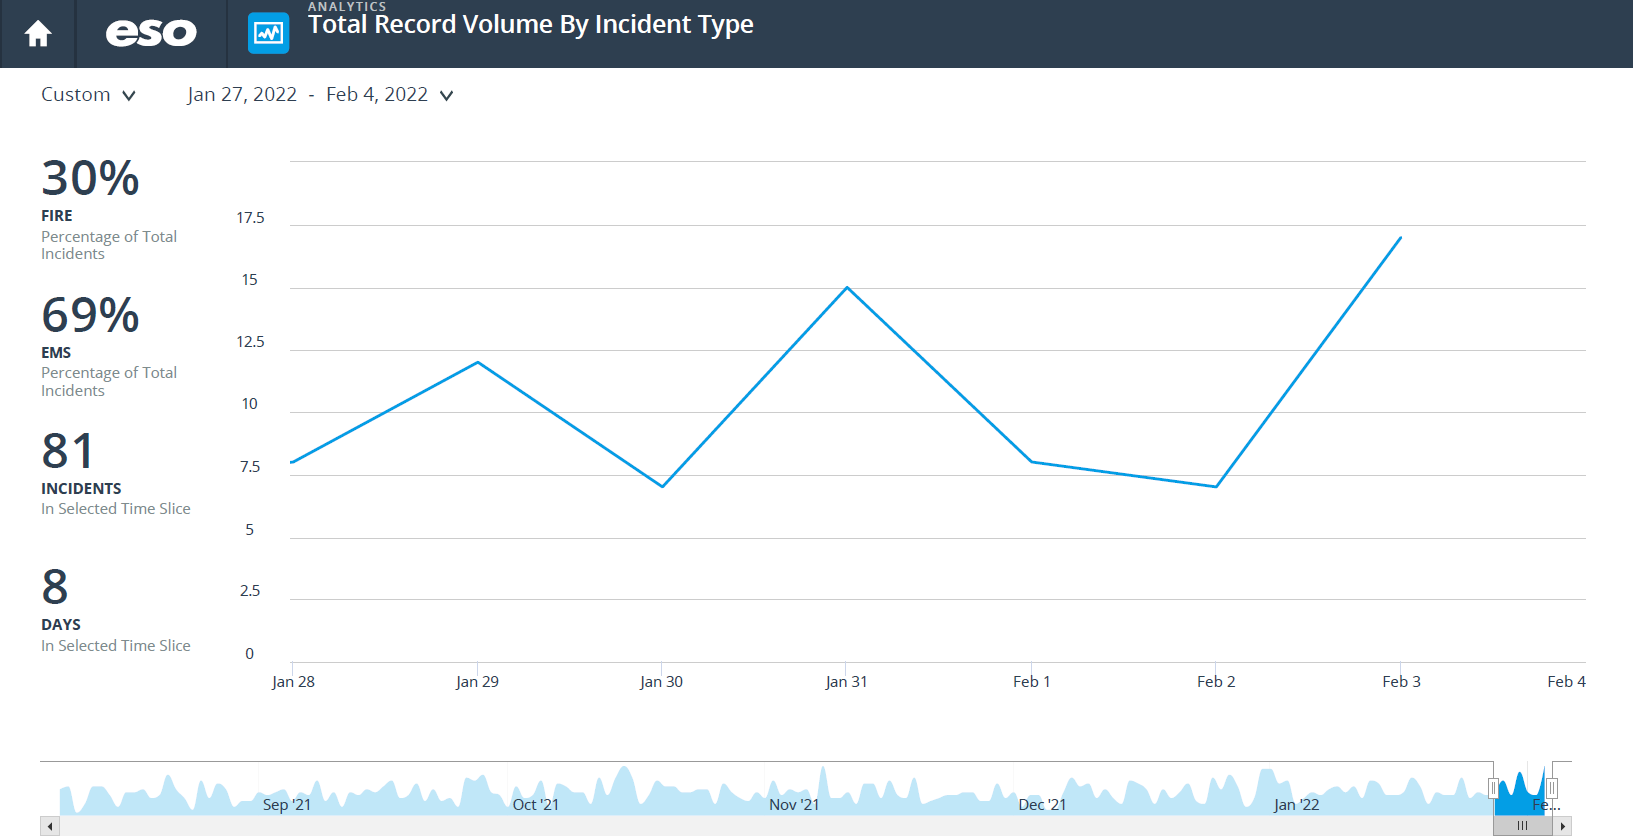 ANALYTICS
eso
Total Record Volume By Incident Type
Custom
Jan 27, 2022 - Feb 4, 2022
30%
FIRE
Percentage of Total
Incidents
69%
EMS
Percentage of Total
Incidents
81
INCIDENTS
In Selected Time Slice
8
DAYS
In Selected Time Slice
17.5
15
12.5
10
7.5
5
2.5
0
Jan 28 Jan 29 Jan 30 Jan 31 Feb 1 Feb 2 Feb 3 Feb 4
Sep '21 Oct '21 Nov '21 Dec '21 Jan '22 Fe...